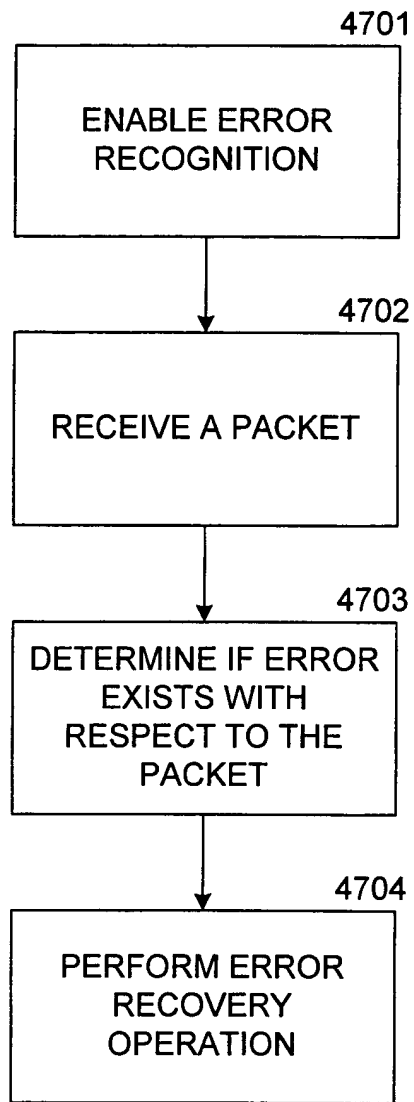 4701
ENABLE ERROR
RECOGNITION
4702
RECEIVE A PACKET
4703
DETERMINE IF ERROR
EXISTS WITH
RESPECT TO THE
PACKET
4704
PERFORM ERROR
RECOVERY
OPERATION